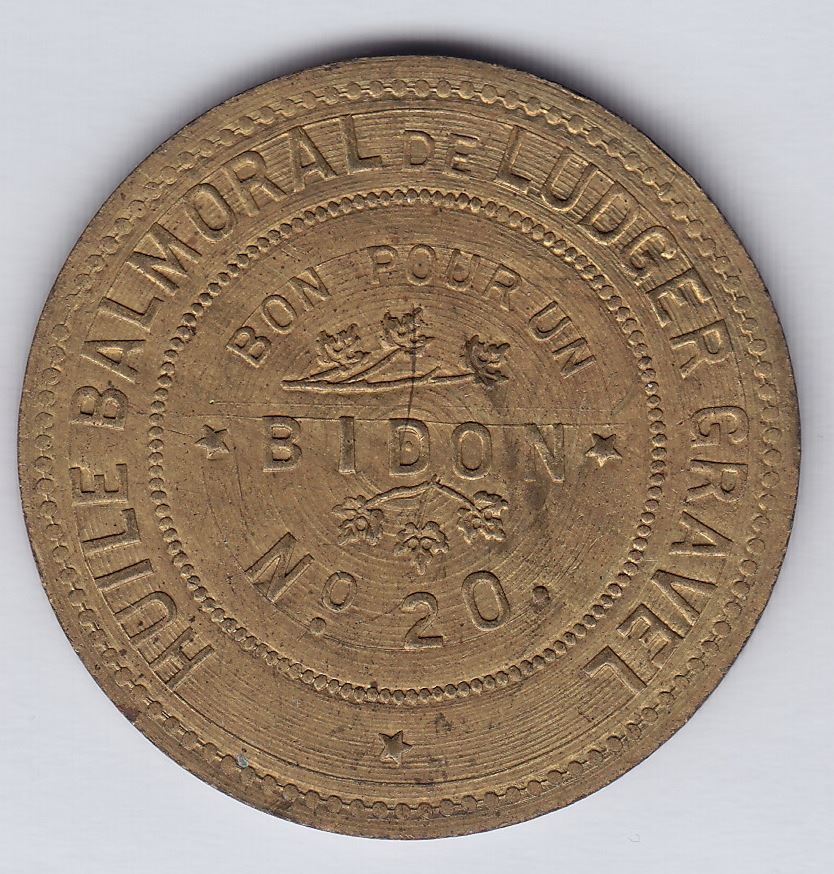 HUILE BALMORAL DE LUDGER GRAVEL
BON POUR UN
BIDON
No. 20.